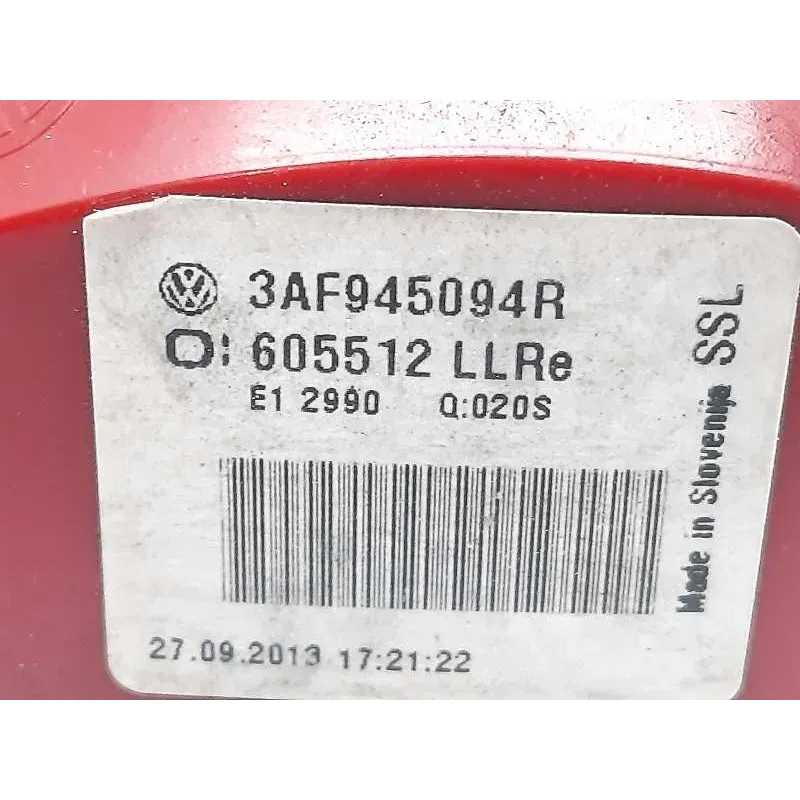 3AF945094R
605512 LLRe
E1 2990 Q:020S
27.09.2013 17:21:22
Made in Slovenija SSL